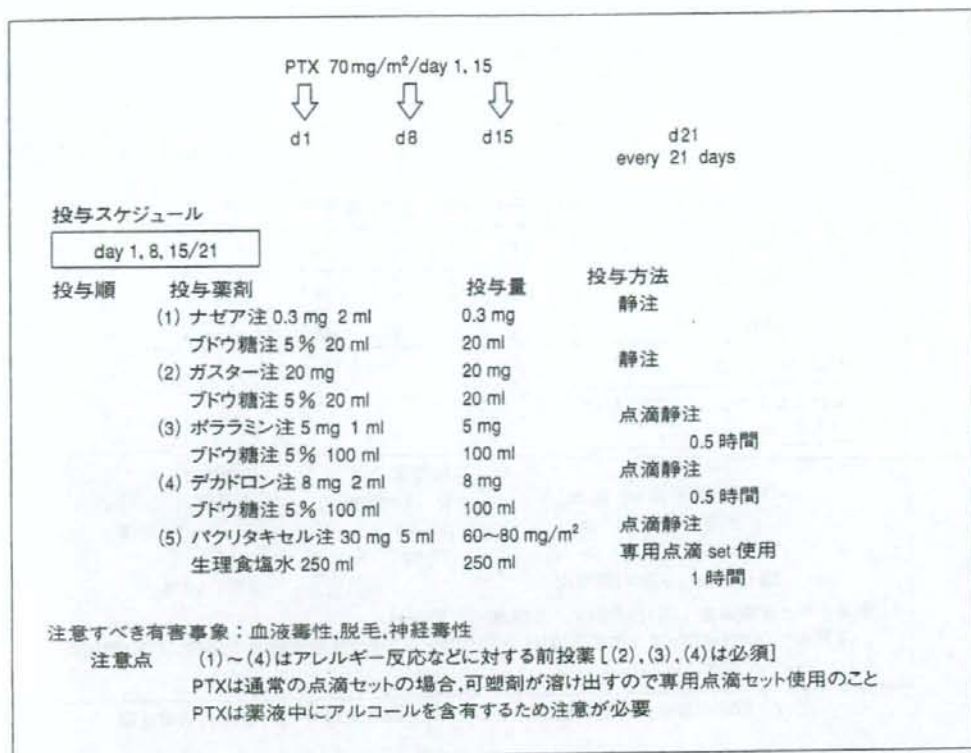 PTX 70mg/m²/day 1, 15
d1 d8 d15 d21
every 21 days
投与スケジュール
day 1, 8, 15/21
投与順 投与薬剤 投与量 投与方法
(1) ナゼア注 0.3 mg 2 ml 0.3 mg 静注
ブドウ糖注 5% 20 ml 20 ml
(2) ガスター注 20 mg 20 mg 静注
ブドウ糖注 5% 20 ml 20 ml
(3) ポララミン注 5 mg 1 ml 5 mg 点滴静注
ブドウ糖注 5% 100 ml 100 ml 0.5 時間
(4) デカドロン注 8 mg 2 ml 8 mg 点滴静注
ブドウ糖注 5% 100 ml 100 ml 0.5 時間
(5) パクリタキセル注 30 mg 5 ml 60~80 mg/m² 点滴静注
専用点滴 set 使用
生理食塩水 250 ml 250 ml 1 時間
注意すべき有害事象：血液毒性,脱毛,神経毒性
注意点 (1)~(4)はアレルギー反応などに対する前投薬[(2),(3),(4)は必須]
PTXは通常の点滴セットの場合,可塑剤が溶け出すので専用点滴セット使用のこと
PTXは薬液中にアルコールを含有するため注意が必要